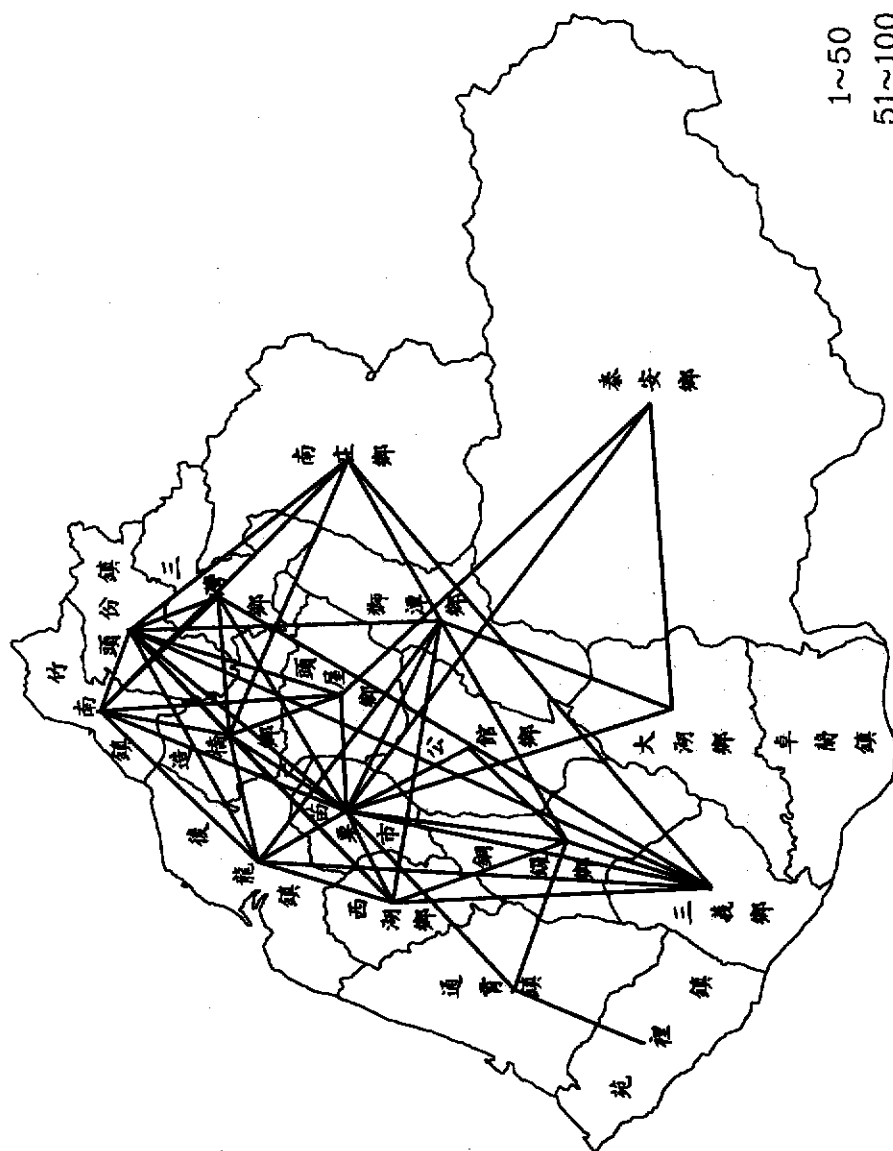 竹南鎮
頭份鎮
三灣鄉
南庄鄉
造橋鄉
後龍鎮
頭屋鄉
獅潭鄉
苗栗市
公館鄉
西湖鄉
銅鑼鄉
通霄鎮
泰安鄉
大湖鄉
三義鄉
卓蘭鎮
苑裡鎮
1~50
51~100